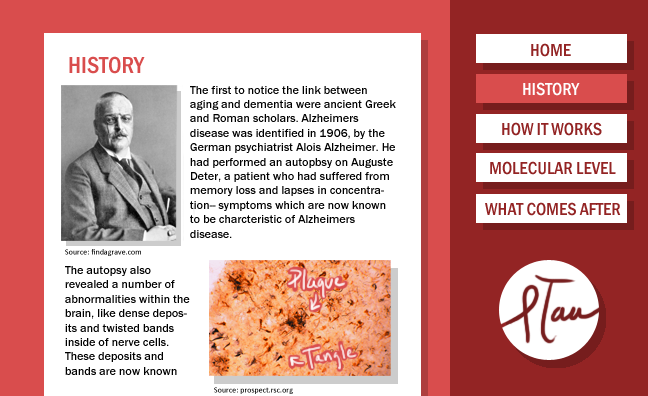 HISTORY
The first to notice the link between
aging and dementia were ancient Greek
and Roman scholars. Alzheimers
disease was identified in 1906, by the
German psychiatrist Alois Alzheimer. He
had performed an autopbsy on Auguste
Deter, a patient who had suffered from
memory loss and lapses in concentra-
tion– symptoms which are now known
to be charcteristic of Alzheimers
disease.
Source: findagrave.com
The autopsy also
revealed a number of
abnormalities within the
brain, like dense depos-
its and twisted bands
inside of nerve cells.
These deposits and
bands are now known
Plaque
Tangle
Source: prospect.rsc.org
HOME
HISTORY
HOW IT WORKS
MOLECULAR LEVEL
WHAT COMES AFTER
pTau